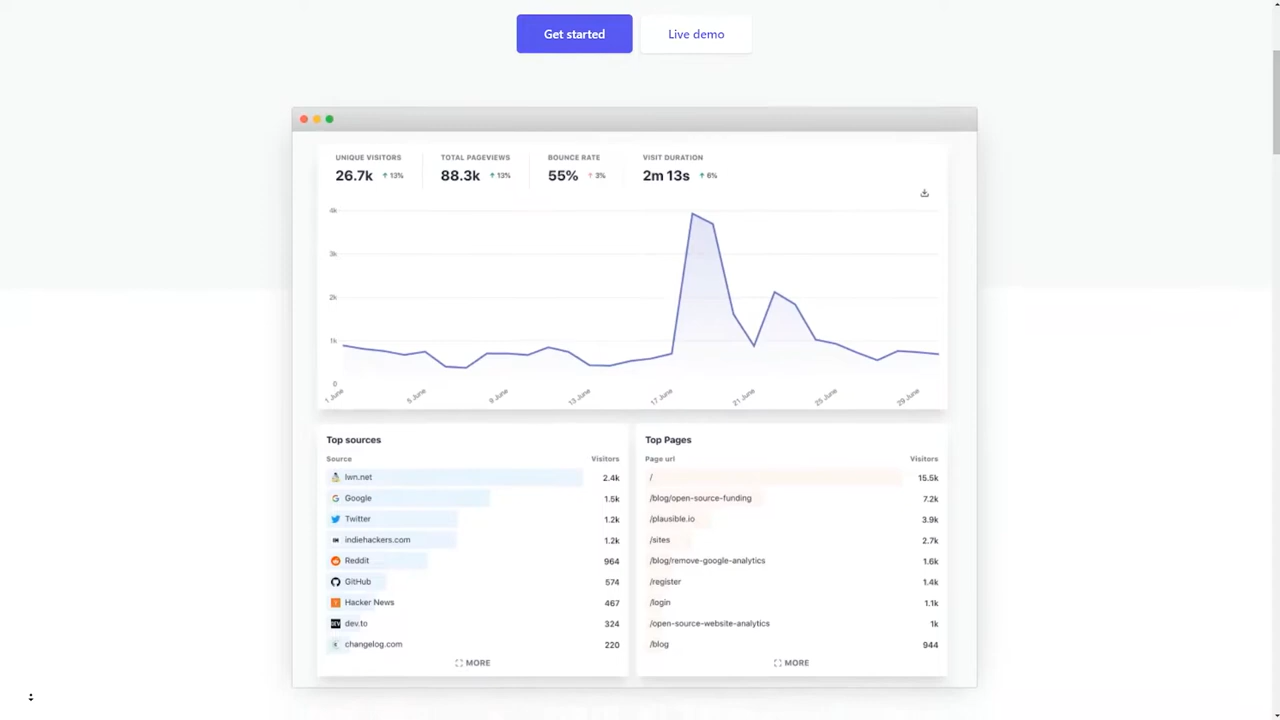 Get started
Live demo
UNIQUE VISITORS
26.7k ↑ 13%
TOTAL PAGEVIEWS
88.3k ↑ 13%
BOUNCE RATE
55% ↑ 3%
VISIT DURATION
2m 13s ↑ 6%
4k
3k
2k
1k
0
1 June
5 June
9 June
13 June
17 June
21 June
25 June
29 June
Top sources
Source Visitors
lwn.net 2.4k
Google 1.5k
Twitter 1.2k
indiehackers.com 1.2k
Reddit 964
GitHub 574
Hacker News 467
dev.to 324
changelog.com 220
MORE
Top Pages
Page url Visitors
/ 15.5k
/blog/open-source-funding 7.2k
/plausible.io 3.9k
/sites 2.7k
/blog/remove-google-analytics 1.6k
/register 1.4k
/login 1.1k
/open-source-website-analytics 1k
/blog 944
MORE